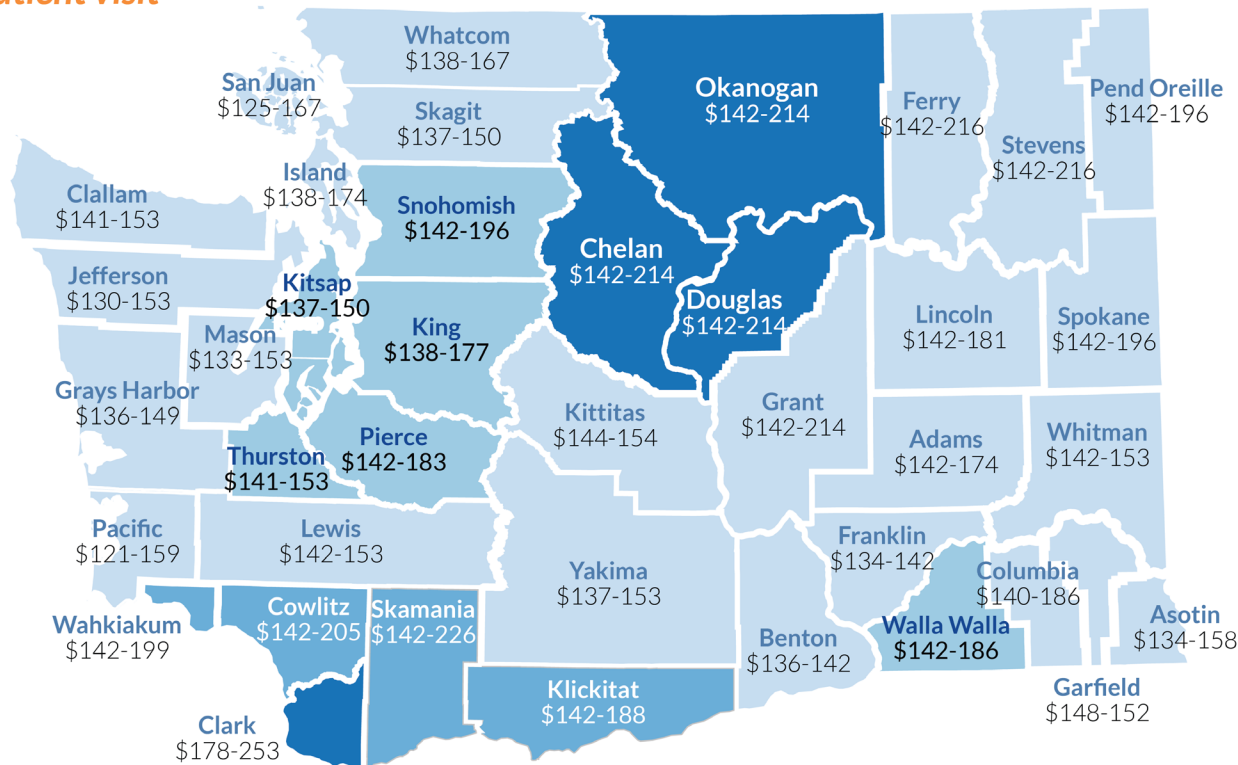 visit
Whatcom
$138-167
San Juan
$125-167
Skagit
$137-150
Okanogan
$142-214
Ferry
$142-216
Pend Oreille
$142-196
Stevens
$142-216
Island
$138-174
Clallam
$141-153
Snohomish
$142-196
Chelan
$142-214
Jefferson
$130-153
Kitsap
$137-150
Douglas
$142-214
King
$138-177
Mason
$133-153
Lincoln
$142-181
Spokane
$142-196
Grays Harbor
$136-149
Kittitas
$144-154
Grant
$142-214
Adams
$142-174
Whitman
$142-153
Thurston
$141-153
Pierce
$142-183
Pacific
$121-159
Lewis
$142-153
Yakima
$137-153
Franklin
$134-142
Columbia
$140-186
Wahkiakum
$142-199
Cowlitz
$142-205
Skamania
$142-226
Benton
$136-142
Walla Walla
$142-186
Asotin
$134-158
Klickitat
$142-188
Garfield
$148-152
Clark
$178-253